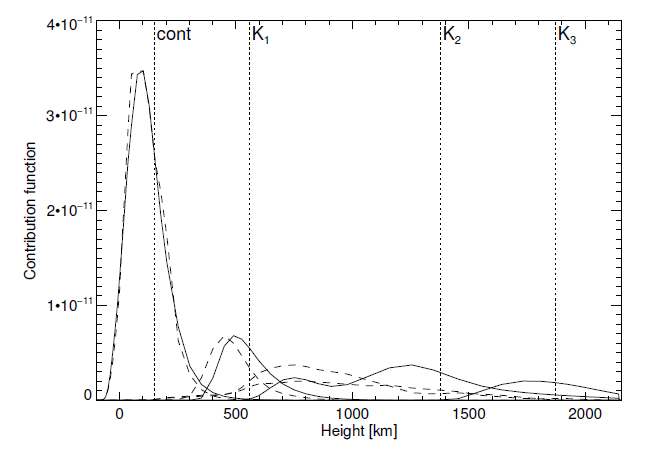 4•10⁻¹¹
cont K₁ K₂ K₃
3•10⁻¹¹
2•10⁻¹¹
1•10⁻¹¹
0
Contribution function
0 500 1000 1500 2000
Height [km]